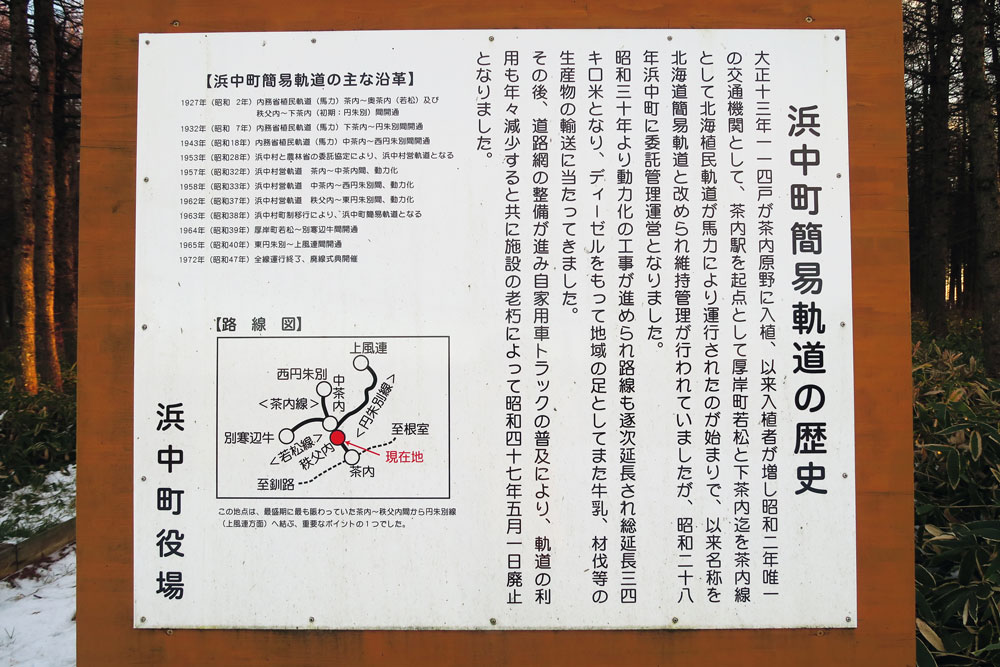 浜中町簡易軌道の歴史
大正十三年一一四戸が茶内原野に入植、以来入植者が増し昭和二年唯一
の交通機関として、茶内駅を起点として厚岸町若松と下茶内迄を茶内線
として北海道植民軌道が馬力により運行されたのが始まりで、以来名称を
北海道簡易軌道と改められ維持管理が行われていましたが、昭和二十八
年浜中町に委託管理運営となりました。
昭和三十年より動力化の工事が進められ路線も逐次延長され総延長三四
キロ米となり、ディーゼルをもって地域の足としてまた牛乳、材伐等の
生産物の輸送に当たってきました。
その後、道路網の整備が進み自家用車トラックの普及により、軌道の利
用も年々減少すると共に施設の老朽によって昭和四十七年五月一日廃止
となりました。
【浜中町簡易軌道の主な沿革】
1927年（昭和 2年）内務省植民軌道（馬力）茶内〜奥茶内（若松）及び
秩父内〜下茶内（初期：円朱別）間開通
1932年（昭和 7年）内務省植民軌道（馬力）下茶内〜円朱別間開通
1943年（昭和18年）内務省植民軌道（馬力）中茶内〜西円朱別間開通
1953年（昭和28年）浜中村と農林省の委託協定により、浜中村営軌道となる
1957年（昭和32年）浜中村営軌道 茶内〜中茶内間、動力化
1958年（昭和33年）浜中村営軌道 中茶内〜西円朱別間、動力化
1962年（昭和37年）浜中村営軌道 秩父内〜東円朱別間、動力化
1963年（昭和38年）浜中村町制移行により、浜中町簡易軌道となる
1964年（昭和39年）厚岸町若松〜別寒辺牛間開通
1965年（昭和40年）東円朱別〜上風連間開通
1972年（昭和47年）全線運行終了、廃線式典開催
【路 線 図】
上風連
西円朱別
中茶内
＜茶内線＞
＜円朱別線＞
別寒辺牛
＜若松線＞
秩父内
至根室
現在地
茶内
至釧路
この地点は、最盛期に最も賑わっていた茶内〜秩父内間から円朱別線
（上風連方面）へ結ぶ、重要なポイントの1つでした。
浜中町役場